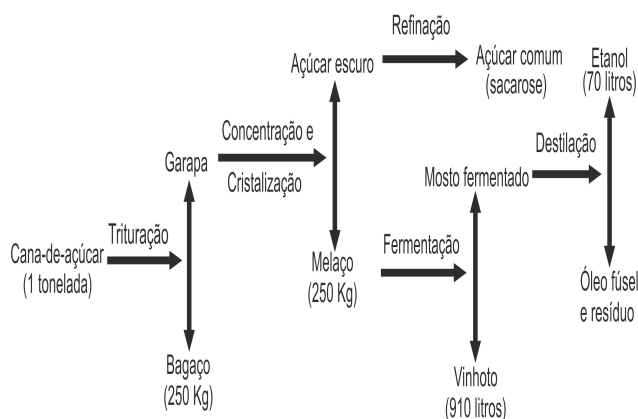 Refinação
Açúcar escuro
Açúcar comum
(sacarose)
Etanol
(70 litros)
Concentração e
Cristalização
Destilação
Garapa
Mosto fermentado
Trituração
Cana-de-açúcar
(1 tonelada)
Melaço
(250 Kg)
Fermentação
Óleo fúsel
e resíduo
Bagaço
(250 Kg)
Vinhoto
(910 litros)